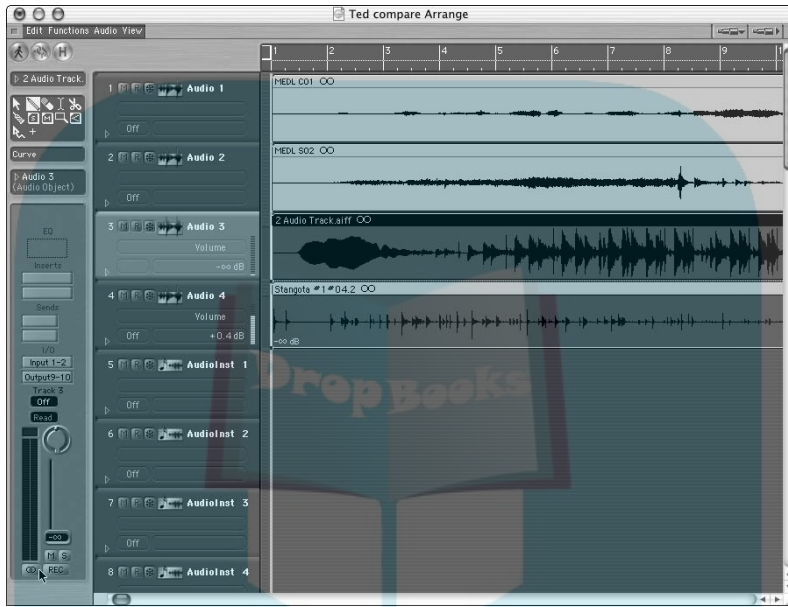 Ted compare Arrange
Edit Functions Audio View
H
1 2 3 4 5 6 7 8 9 1
2 Audio Track.
Curve
Audio 3
(Audio Object)
EQ
Inserts
Sends
I/O
Input 1-2
Output9-10
Track 3
Off
Read
-∞
M S
REC
1 M R Audio 1
Off
2 M R Audio 2
Off
3 M R Audio 3
Volume
-∞ dB
4 M R Audio 4
Volume
Off +0.4dB
5 M R AudioInst 1
Off
6 M R AudioInst 2
Off
7 M R AudioInst 3
Off
8 M R AudioInst 4
MEDL C01
MEDL S02
2 Audio Track.aiff
Stangota #1#04.2
-∞ dB
DropBooks